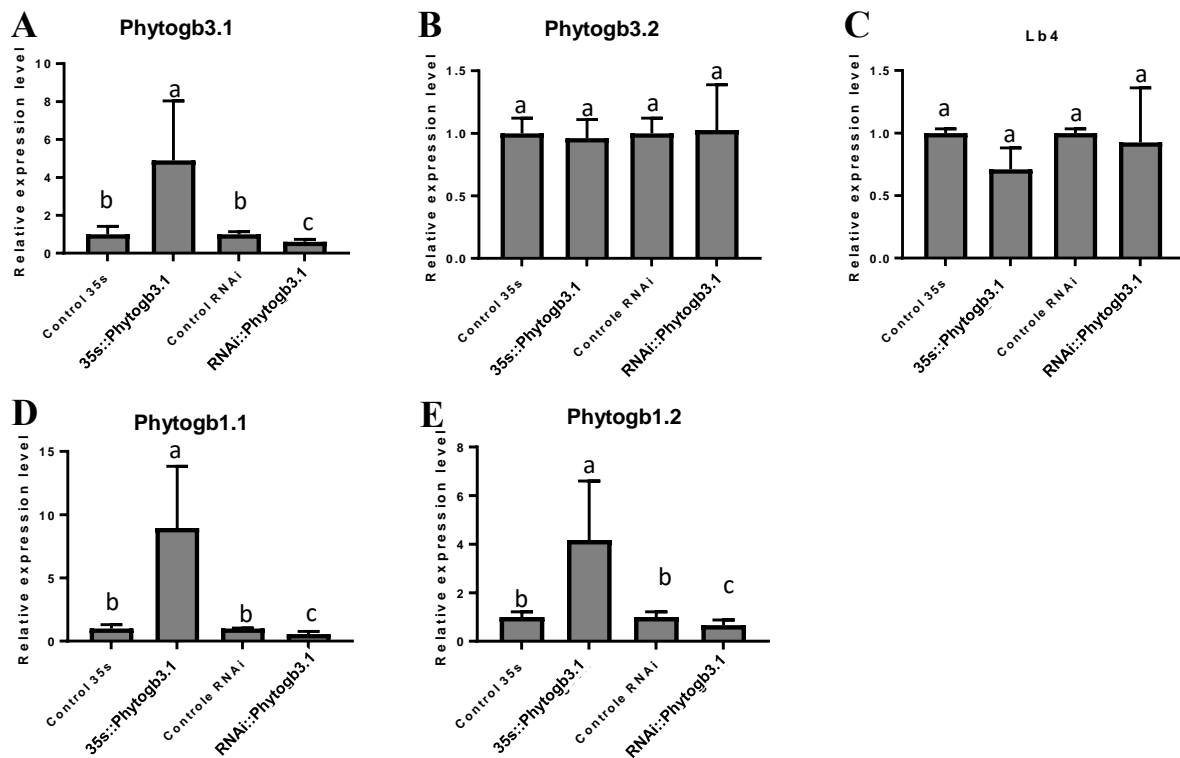 A
Phytogb3.1
Relative expression level
10
8
6
4
2
0
b
a
b
c
Control 35s
35s::Phytogb3.1
Control RNAi
RNAi::Phytogb3.1
B
Phytogb3.2
Relative expression level
1.5
1.0
0.5
0.0
a
a
a
a
Control 35s
35s::Phytogb3.1
Controle RNAi
RNAi::Phytogb3.1
C
Lb4
Relative expression level
1.5
1.0
0.5
0.0
a
a
a
a
Control 35s
35s::Phytogb3.1
Controle RNAi
RNAi::Phytogb3.1
D
Phytogb1.1
Relative expression level
15
10
5
0
b
a
b
c
Control 35s
35s::Phytogb3.1
Controle RNAi
RNAi::Phytogb3.1
E
Phytogb1.2
Relative expression level
8
6
4
2
0
b
a
b
c
Control 35s
35s::Phytogb3.1
Controle RNAi
RNAi::Phytogb3.1